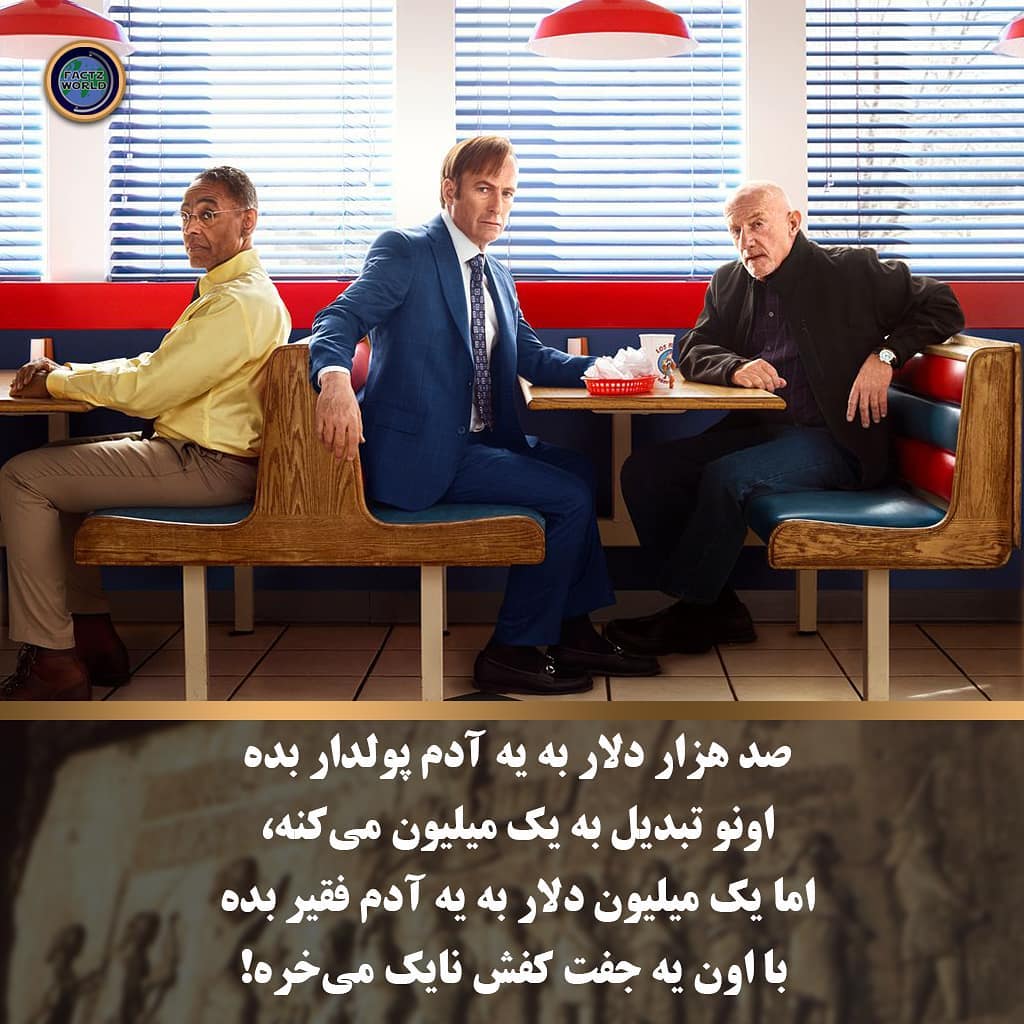 FACTZ
WORLD
LOS
صد هزار دلار به یه آدم پولدار بده
اونو تبدیل به یک میلیون می‌کنه،
اما یک میلیون دلار به یه آدم فقیر بده
با اون یه جفت کفش نایک می‌خره!